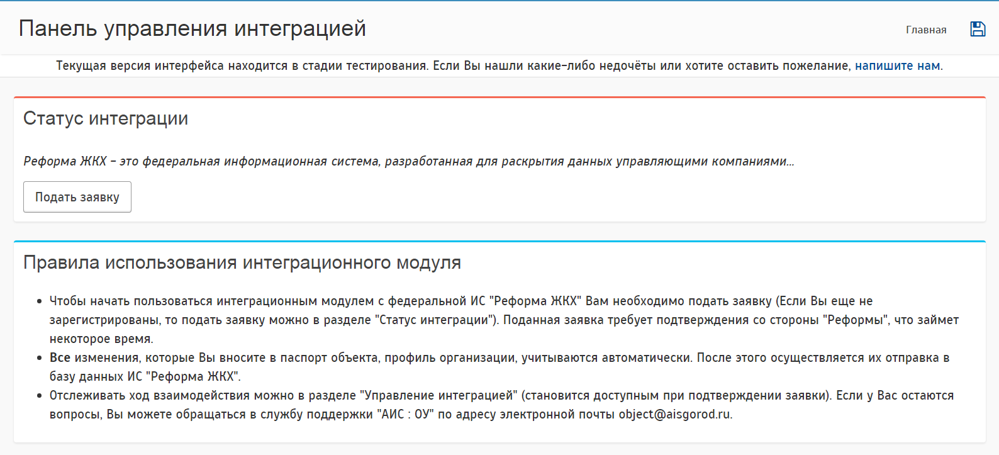 Панель управления интеграцией
Главная
Текущая версия интерфейса находится в стадии тестирования. Если Вы нашли какие-либо недочёты или хотите оставить пожелание, напишите нам.
Статус интеграции
Реформа ЖКХ - это федеральная информационная система, разработанная для раскрытия данных управляющими компаниями...
Подать заявку
Правила использования интеграционного модуля
• Чтобы начать пользоваться интеграционным модулем с федеральной ИС "Реформа ЖКХ" Вам необходимо подать заявку (Если Вы еще не
зарегистрированы, то подать заявку можно в разделе "Статус интеграции"). Поданная заявка требует подтверждения со стороны "Реформы", что займет
некоторое время.
• Все изменения, которые Вы вносите в паспорт объекта, профиль организации, учитываются автоматически. После этого осуществляется их отправка в
базу данных ИС "Реформа ЖКХ".
• Отслеживать ход взаимодействия можно в разделе "Управление интеграцией" (становится доступным при подтверждении заявки). Если у Вас остаются
вопросы, Вы можете обращаться в службу поддержки "АИС : ОУ" по адресу электронной почты object@aisgorod.ru.